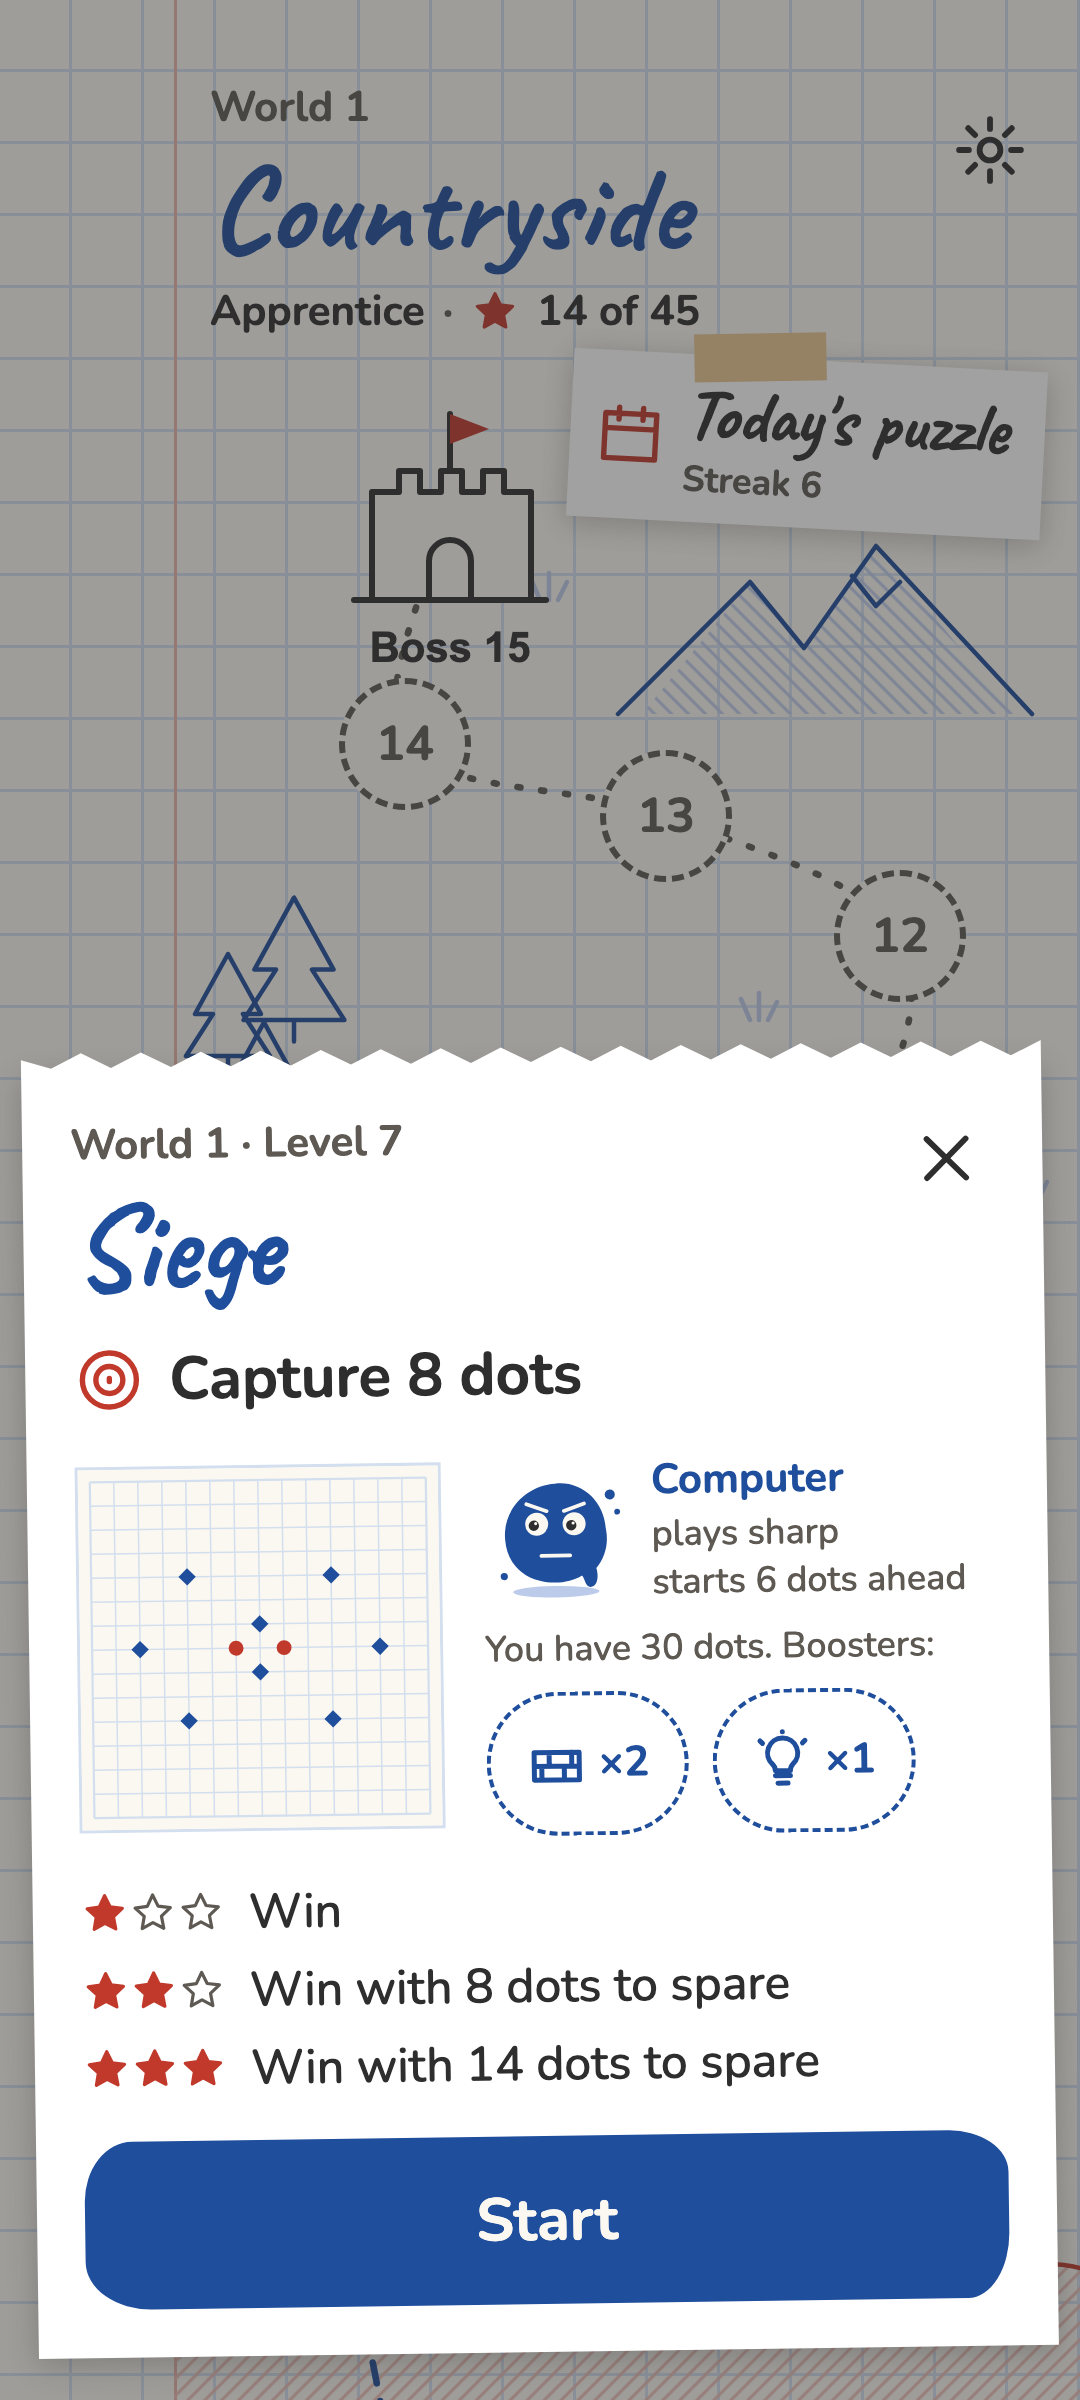 World 1
Countryside
Apprentice · 14 of 45
Today's puzzle
Streak 6
Boss 15
14
13
12
World 1 · Level 7
Siege
Capture 8 dots
Computer
plays sharp
starts 6 dots ahead
You have 30 dots. Boosters:
×2
×1
Win
Win with 8 dots to spare
Win with 14 dots to spare
Start